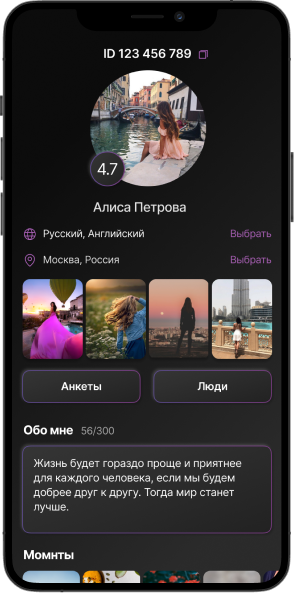 ID 123 456 789
4.7
Алиса Петрова
Русский, Английский Выбрать
Москва, Россия Выбрать
Анкеты Люди
Обо мне 56/300
Жизнь будет гораздо проще и приятнее
для каждого человека, если мы будем
добрее друг к другу. Тогда мир станет
лучше.
Момнты